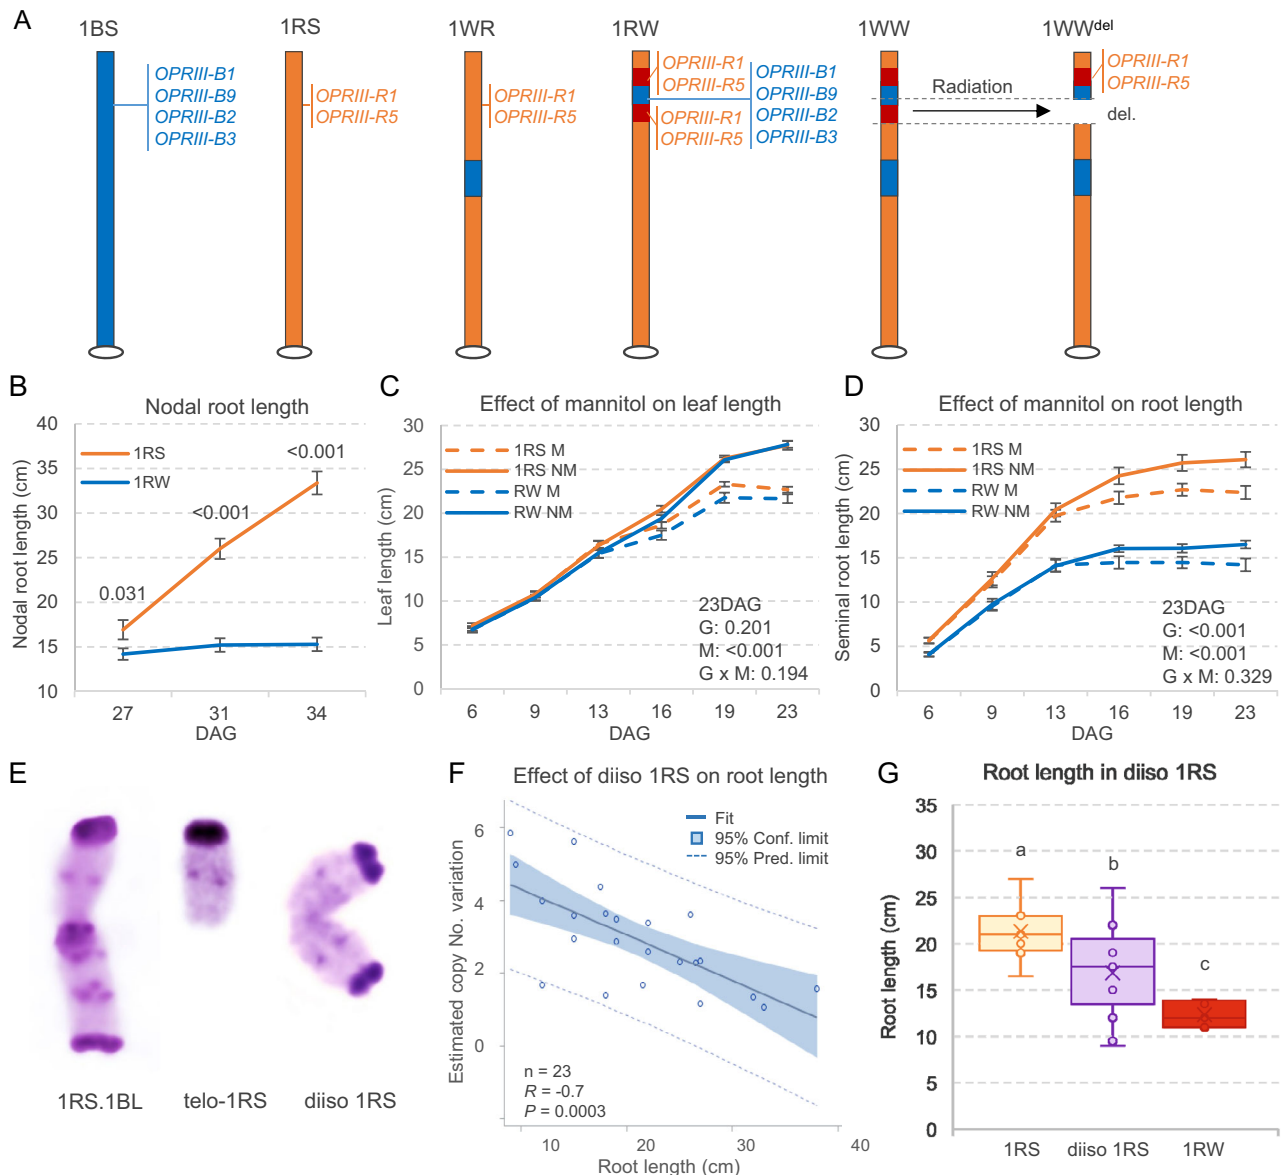 A
1BS
1RS
1WR
1RW
1WW
1WWdel
OPRIII-B1
OPRIII-B9
OPRIII-B2
OPRIII-B3
OPRIII-R1
OPRIII-R5
OPRIII-R1
OPRIII-R5
OPRIII-R1
OPRIII-R5
OPRIII-R1
OPRIII-R5
OPRIII-B1
OPRIII-B9
OPRIII-B2
OPRIII-B3
Radiation
OPRIII-R1
OPRIII-R5
del.
B
Nodal root length
Nodal root length (cm)
40
35
30
25
20
15
10
1RS
1RW
0.031
<0.001
<0.001
27
31
34
DAG
C
Effect of mannitol on leaf length
Leaf length (cm)
30
25
20
15
10
5
0
1RS M
1RS NM
RW M
RW NM
23DAG
G: 0.201
M: <0.001
G x M: 0.194
6
9
13
16
19
23
DAG
D
Effect of mannitol on root length
Seminal root length (cm)
30
25
20
15
10
5
0
1RS M
1RS NM
RW M
RW NM
23DAG
G: <0.001
M: <0.001
G x M: 0.329
6
9
13
16
19
23
DAG
E
1RS.1BL
telo-1RS
diiso 1RS
F
Effect of diiso 1RS on root length
Estimated copy No. variation
6
4
2
0
Fit
95% Conf. limit
95% Pred. limit
n = 23
R = -0.7
P = 0.0003
10
20
30
40
Root length (cm)
G
Root length in diiso 1RS
Root length (cm)
35
30
25
20
15
10
5
0
a
b
c
1RS
diiso 1RS
1RW